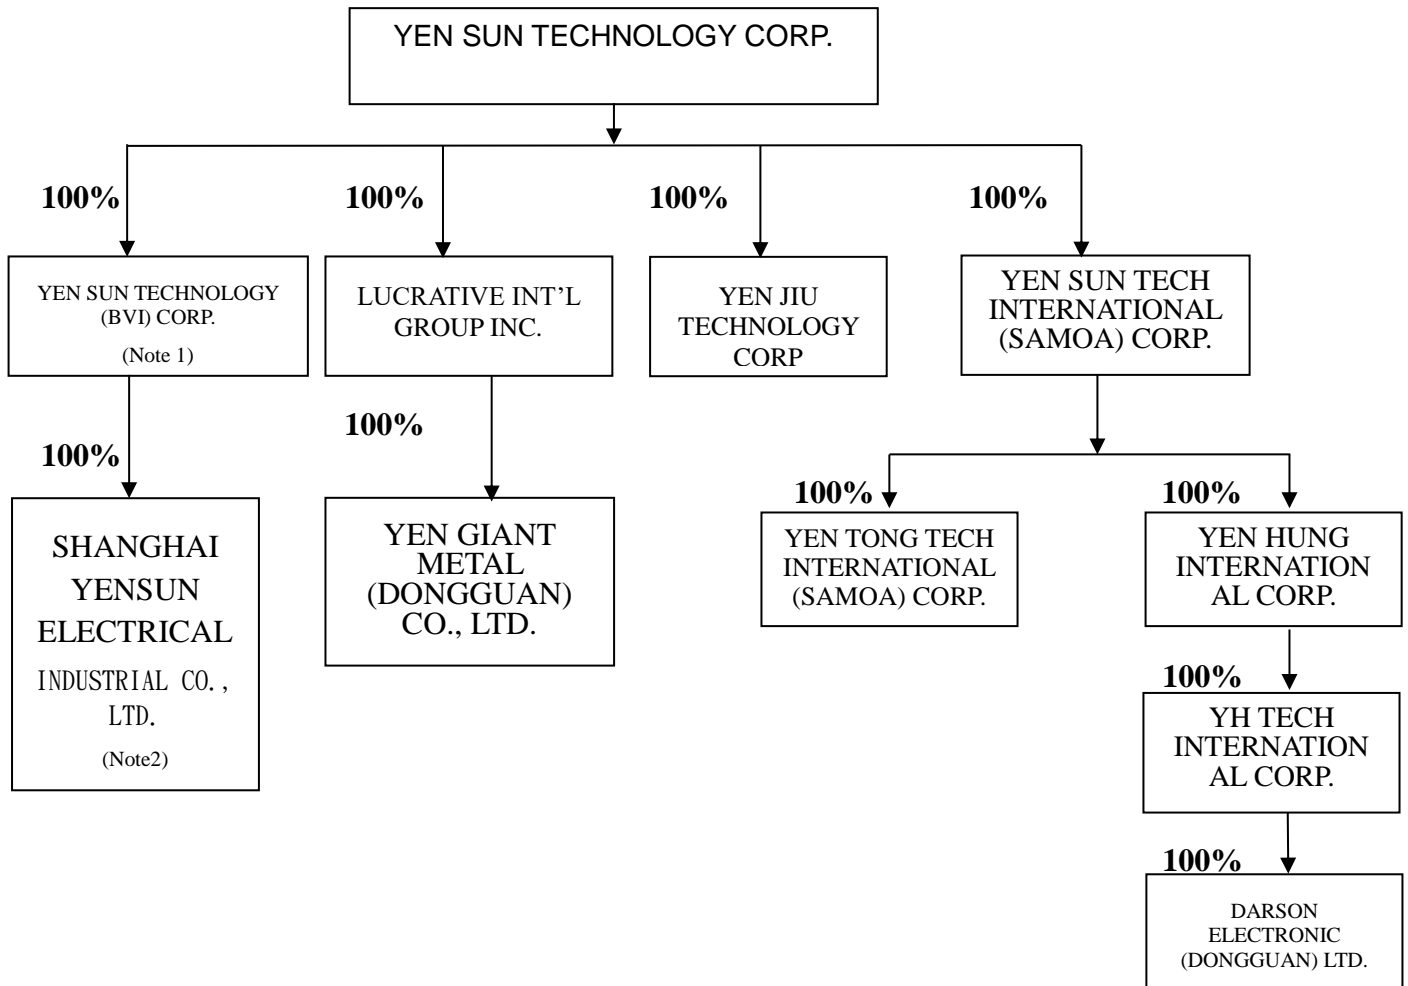 YEN SUN TECHNOLOGY CORP.
100%
100%
100%
100%
YEN SUN TECHNOLOGY
(BVI) CORP.
(Note 1)
LUCRATIVE INT’L
GROUP INC.
YEN JIU
TECHNOLOGY
CORP
YEN SUN TECH
INTERNATIONAL
(SAMOA) CORP.
100%
100%
100%
100%
SHANGHAI
YENSUN
ELECTRICAL
INDUSTRIAL CO.,
LTD.
(Note2)
YEN GIANT
METAL
(DONGGUAN)
CO., LTD.
YEN TONG TECH
INTERNATIONAL
(SAMOA) CORP.
YEN HUNG
INTERNATION
AL CORP.
100%
YH TECH
INTERNATION
AL CORP.
100%
DARSON
ELECTRONIC
(DONGGUAN) LTD.